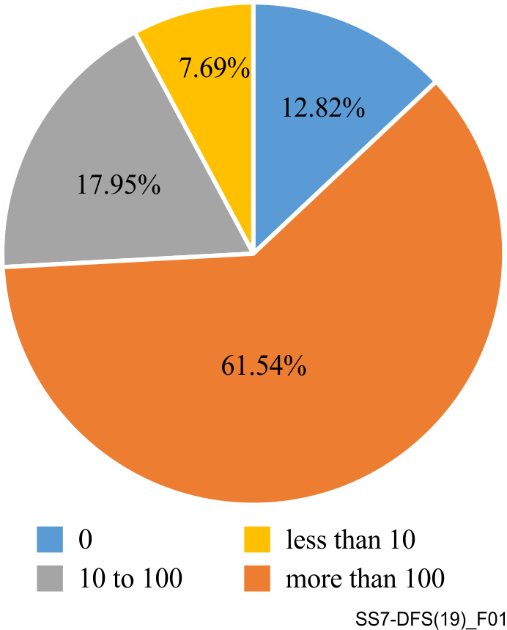 7.69%
12.82%
17.95%
61.54%
0
less than 10
10 to 100
more than 100
SS7-DFS(19)_F01